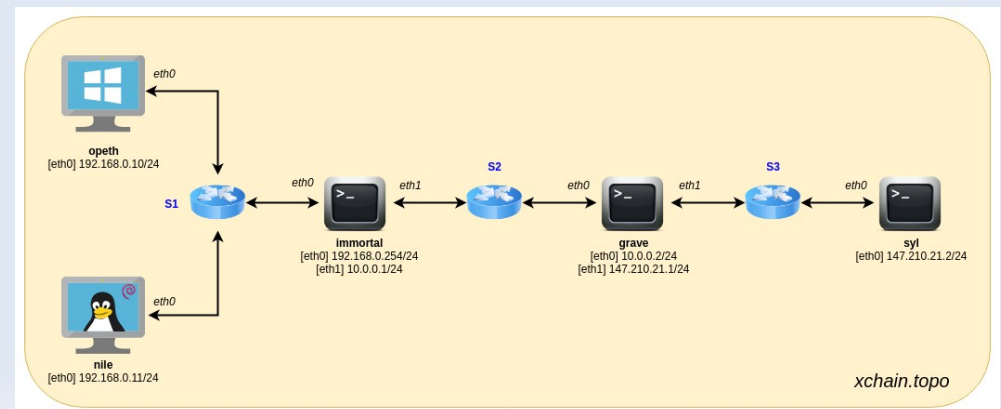 eth0
opeth
[eth0] 192.168.0.10/24
S1
eth0
>_
eth1
immortal
[eth0] 192.168.0.254/24
[eth1] 10.0.0.1/24
S2
eth0
>_
eth1
grave
[eth0] 10.0.0.2/24
[eth1] 147.210.21.1/24
S3
eth0
>_
syl
[eth0] 147.210.21.2/24
eth0
nile
[eth0] 192.168.0.11/24
xchain.topo